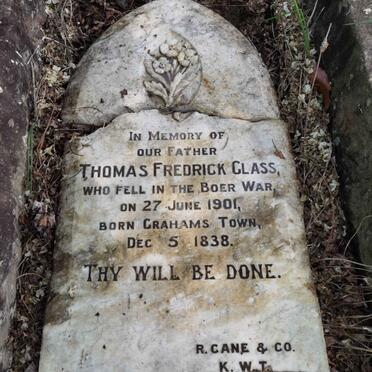 IN MEMORY OF
OUR FATHER
THOMAS FREDRICK GLASS,
WHO FELL IN THE BOER WAR,
ON 27 JUNE 1901,
BORN GRAHAMS TOWN,
DEC 5 1838.
THY WILL BE DONE.
R. CANE & CO.
K. W. T.